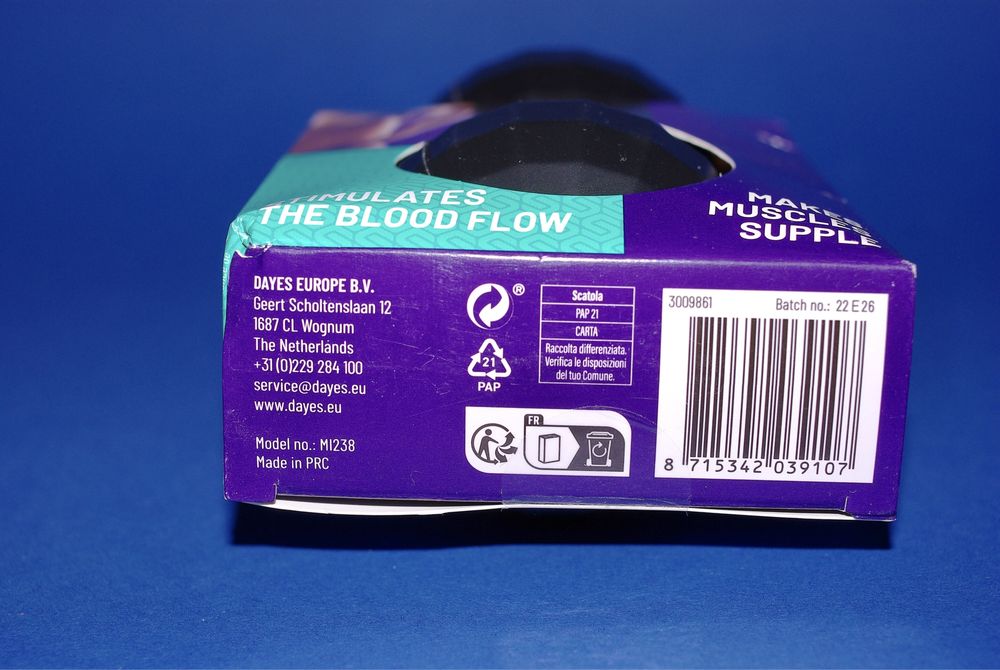 STIMULATES
THE BLOOD FLOW
MAKES
MUSCLES
SUPPLE
DAYES EUROPE B.V.
Geert Scholtenslaan 12
1687 CL Wognum
The Netherlands
+31 (0)229 284 100
service@dayes.eu
www.dayes.eu
Model no.: MI238
Made in PRC
®
21
PAP
Scatola
PAP 21
CARTA
Raccolta differenziata.
Verifica le disposizioni
del tuo Comune.
FR
3009861 Batch no.: 22 E 26
8 715342 039107